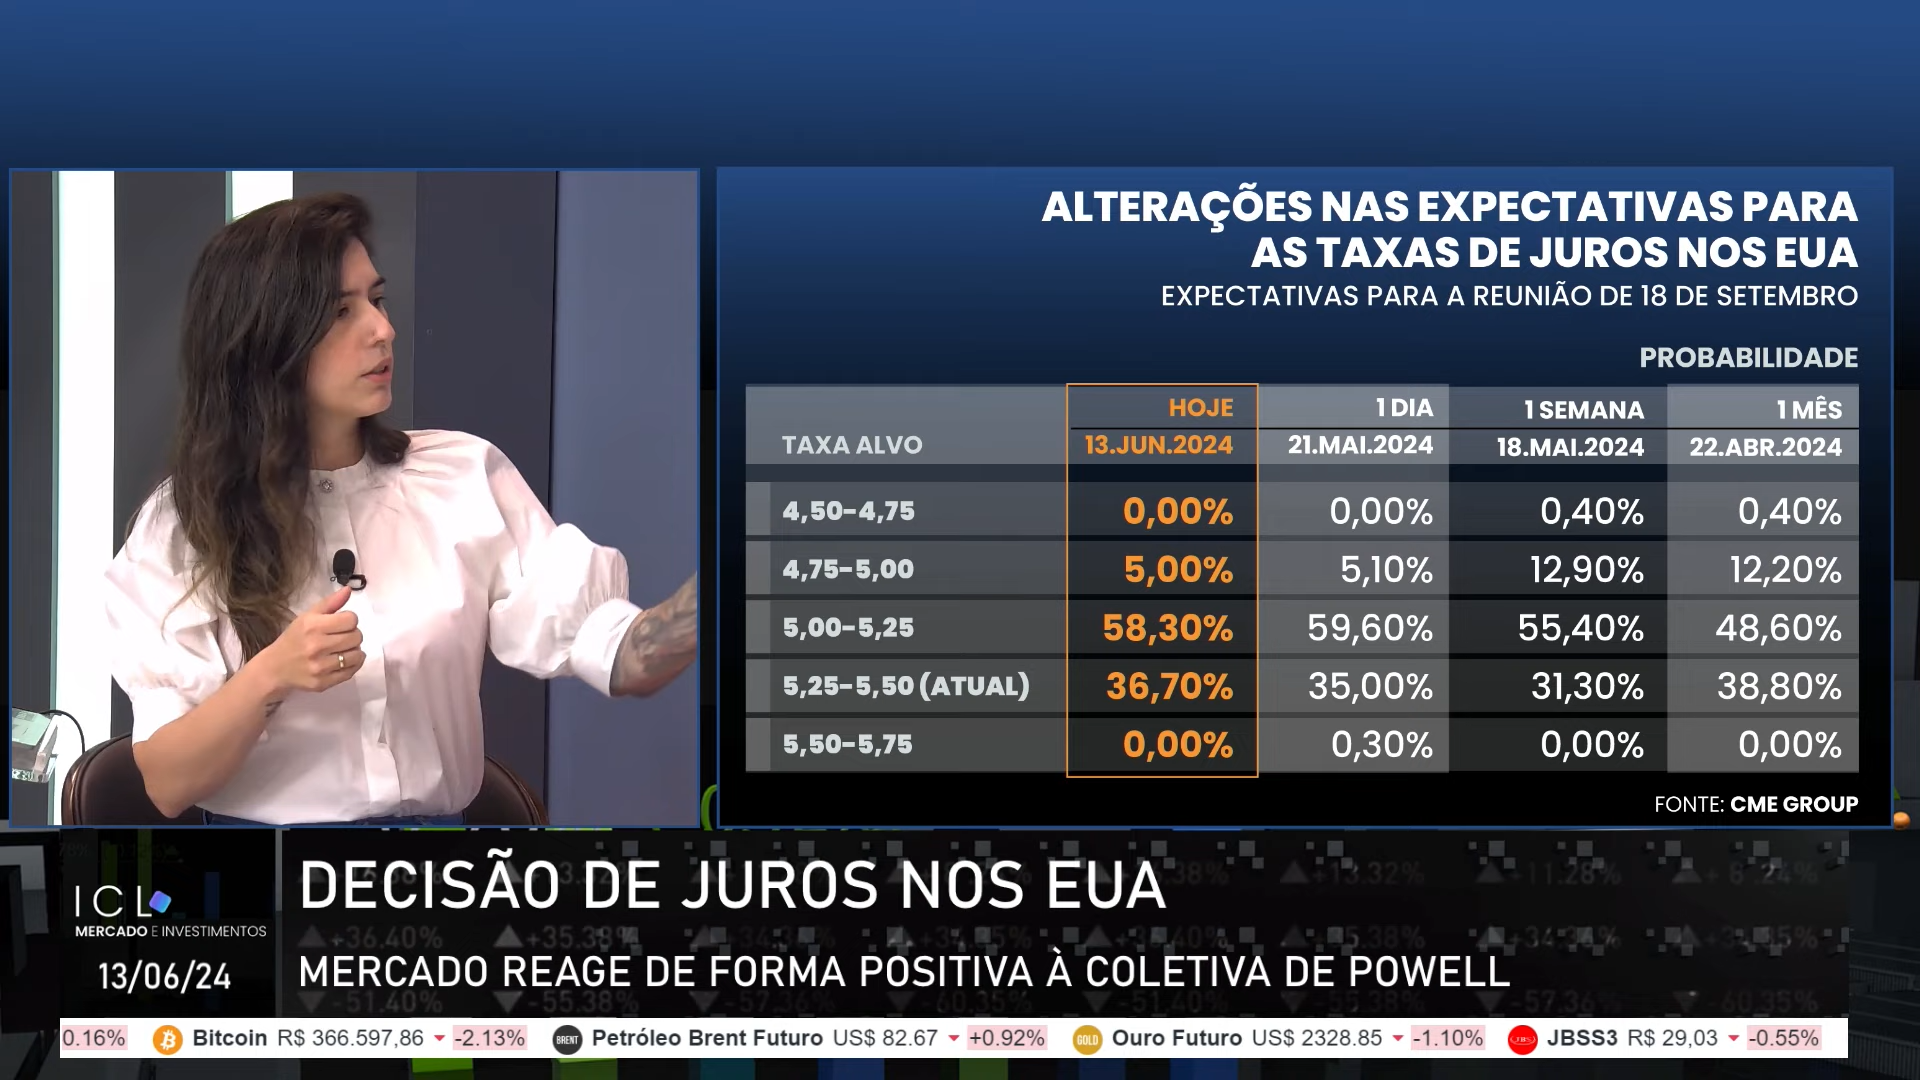 ALTERAÇÕES NAS EXPECTATIVAS PARA
AS TAXAS DE JUROS NOS EUA
EXPECTATIVAS PARA A REUNIÃO DE 18 DE SETEMBRO
PROBABILIDADE
HOJE 1 DIA 1 SEMANA 1 MÊS
TAXA ALVO 13.JUN.2024 21.MAI.2024 18.MAI.2024 22.ABR.2024
4,50-4,75 0,00% 0,00% 0,40% 0,40%
4,75-5,00 5,00% 5,10% 12,90% 12,20%
5,00-5,25 58,30% 59,60% 55,40% 48,60%
5,25-5,50 (ATUAL) 36,70% 35,00% 31,30% 38,80%
5,50-5,75 0,00% 0,30% 0,00% 0,00%
FONTE: CME GROUP
ICL
MERCADO E INVESTIMENTOS
13/06/24
DECISÃO DE JUROS NOS EUA
MERCADO REAGE DE FORMA POSITIVA À COLETIVA DE POWELL
0.16% Bitcoin R$ 366.597,86 -2.13% BRENT Petróleo Brent Futuro US$ 82.67 +0.92% GOLD Ouro Futuro US$ 2328.85 -1.10% JBS JBSS3 R$ 29,03 -0.55%